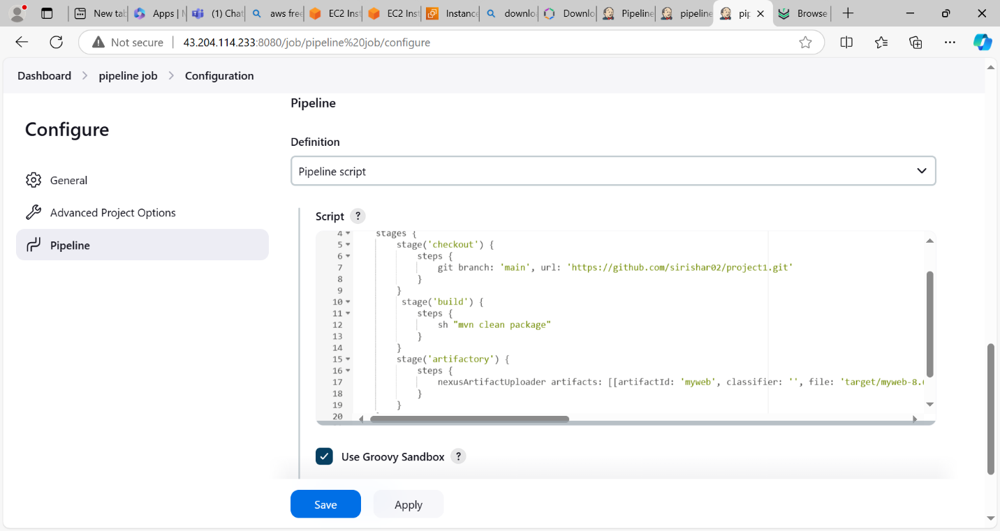 New tab
Apps | M
(1) Chat
aws free
EC2 Inst
EC2 Inst
Instance
downlo
Downlo
Pipeline
pipeline
pip
Browse
Not secure
43.204.114.233:8080/job/pipeline%20job/configure
Dashboard > pipeline job > Configuration
Configure
General
Advanced Project Options
Pipeline
Pipeline
Definition
Pipeline script
Script ?
4 stages {
5 stage('checkout') {
6 steps {
7 git branch: 'main', url: 'https://github.com/sirishar02/project1.git'
8 }
9 }
10 stage('build') {
11 steps {
12 sh "mvn clean package"
13 }
14 }
15 stage('artifactory') {
16 steps {
17 nexusArtifactUploader artifacts: [[artifactId: 'myweb', classifier: '', file: 'target/myweb-8.
18 }
19 }
20
Use Groovy Sandbox ?
Save
Apply